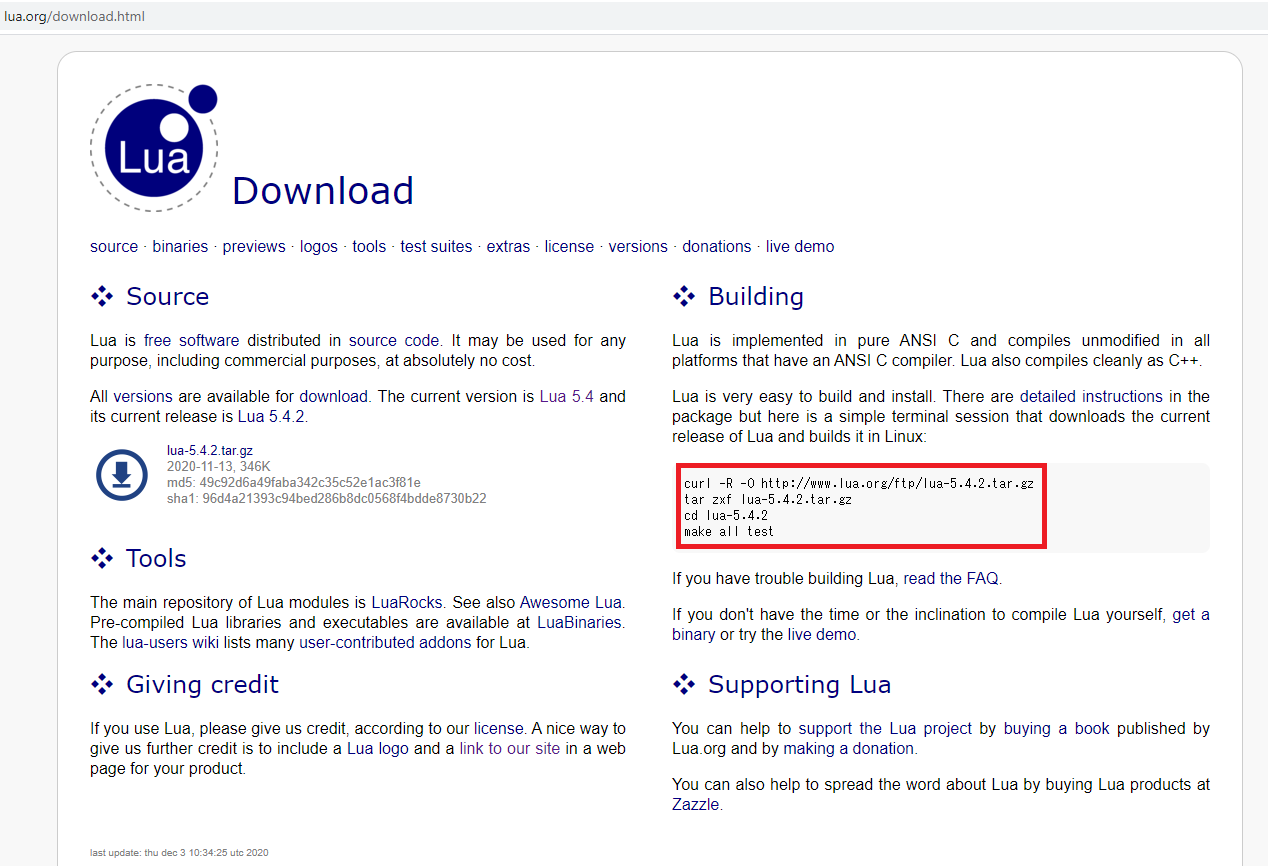 lua.org/download.html
Lua
Download
source · binaries · previews · logos · tools · test suites · extras · license · versions · donations · live demo
Source
Lua is free software distributed in source code. It may be used for any
purpose, including commercial purposes, at absolutely no cost.
All versions are available for download. The current version is Lua 5.4 and
its current release is Lua 5.4.2.
lua-5.4.2.tar.gz
2020-11-13, 346K
md5: 49c92d6a49faba342c35c52e1ac3f81e
sha1: 96d4a21393c94bed286b8dc0568f4bdde8730b22
Tools
The main repository of Lua modules is LuaRocks. See also Awesome Lua.
Pre-compiled Lua libraries and executables are available at LuaBinaries.
The lua-users wiki lists many user-contributed addons for Lua.
Giving credit
If you use Lua, please give us credit, according to our license. A nice way to
give us further credit is to include a Lua logo and a link to our site in a web
page for your product.
Building
Lua is implemented in pure ANSI C and compiles unmodified in all
platforms that have an ANSI C compiler. Lua also compiles cleanly as C++.
Lua is very easy to build and install. There are detailed instructions in the
package but here is a simple terminal session that downloads the current
release of Lua and builds it in Linux:
curl -R -O http://www.lua.org/ftp/lua-5.4.2.tar.gz
tar zxf lua-5.4.2.tar.gz
cd lua-5.4.2
make all test
If you have trouble building Lua, read the FAQ.
If you don't have the time or the inclination to compile Lua yourself, get a
binary or try the live demo.
Supporting Lua
You can help to support the Lua project by buying a book published by
Lua.org and by making a donation.
You can also help to spread the word about Lua by buying Lua products at
Zazzle.
last update: thu dec 3 10:34:25 utc 2020